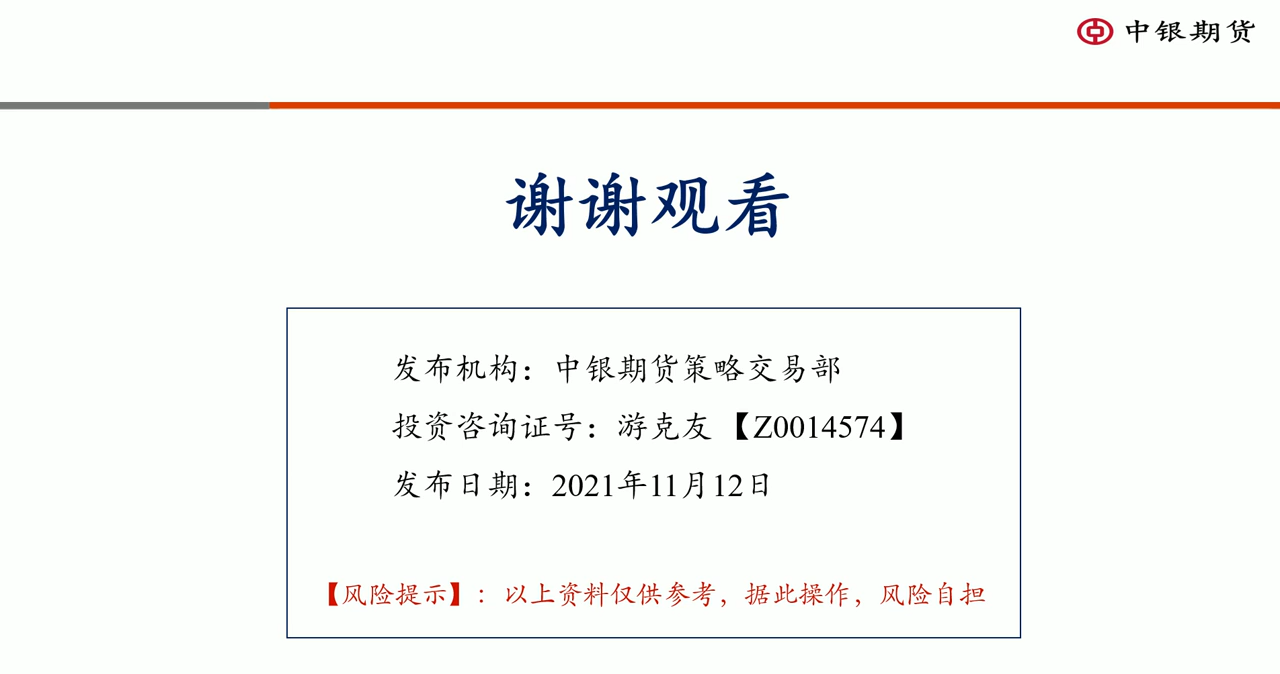 中银期货
谢谢观看
发布机构：中银期货策略交易部
投资咨询证号：游克友 【Z0014574】
发布日期：2021年11月12日
【风险提示】：以上资料仅供参考，据此操作，风险自担